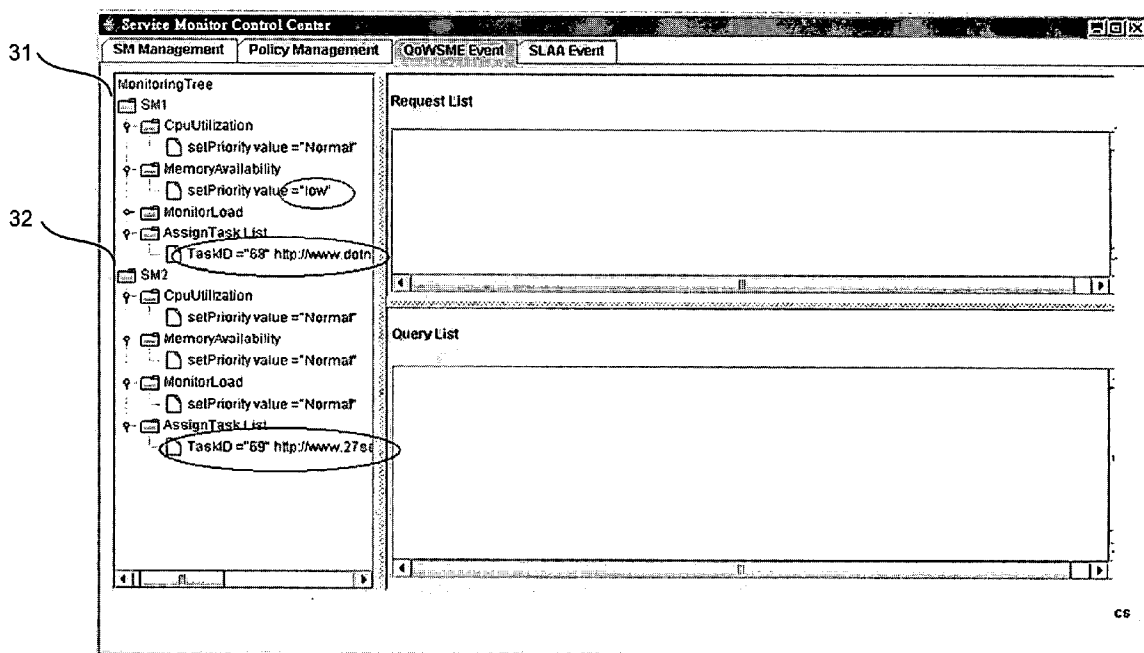 Service Monitor Control Center
SM Management Policy Management QoWSME Event SLAA Event
31
MonitoringTree
SM1
CpuUtilization
setPriority value ="Normal"
MemoryAvailability
setPriority value ="low"
MonitorLoad
AssignTask List
TaskID ="68" http://www.dotn
32
SM2
CpuUtilization
setPriority value ="Normal"
MemoryAvailability
setPriority value ="Normal"
MonitorLoad
setPriority value ="Normal"
AssignTask List
TaskID ="69" http://www.27se
Request List
Query List
cs